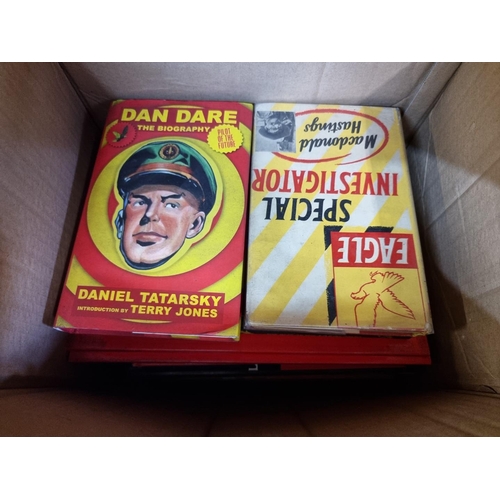 DAN DARE
THE BIOGRAPHY
PILOT
OF THE
FUTURE
DANIEL TATARSKY
INTRODUCTION BY TERRY JONES
Macdonald
Hastings
SPECIAL
INVESTIGATOR
EAGLE